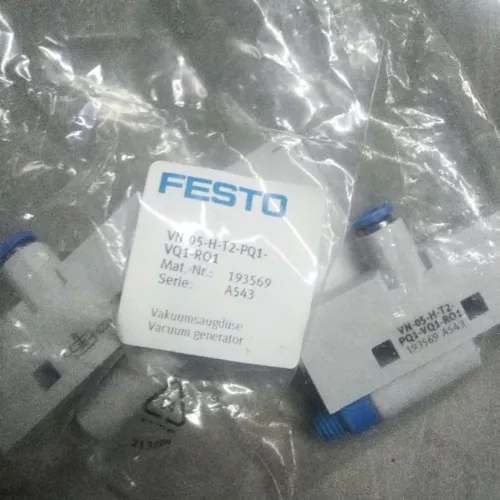 FESTO
VN-05-H-T2-PQ1-
VQ1-RO1
Mat.-Nr.: 193569
Serie: A543
Vakuumsaugdüse
Vacuum generator
VN-05-H-T2-
PQ1-VQ1-RO1
193569 A543